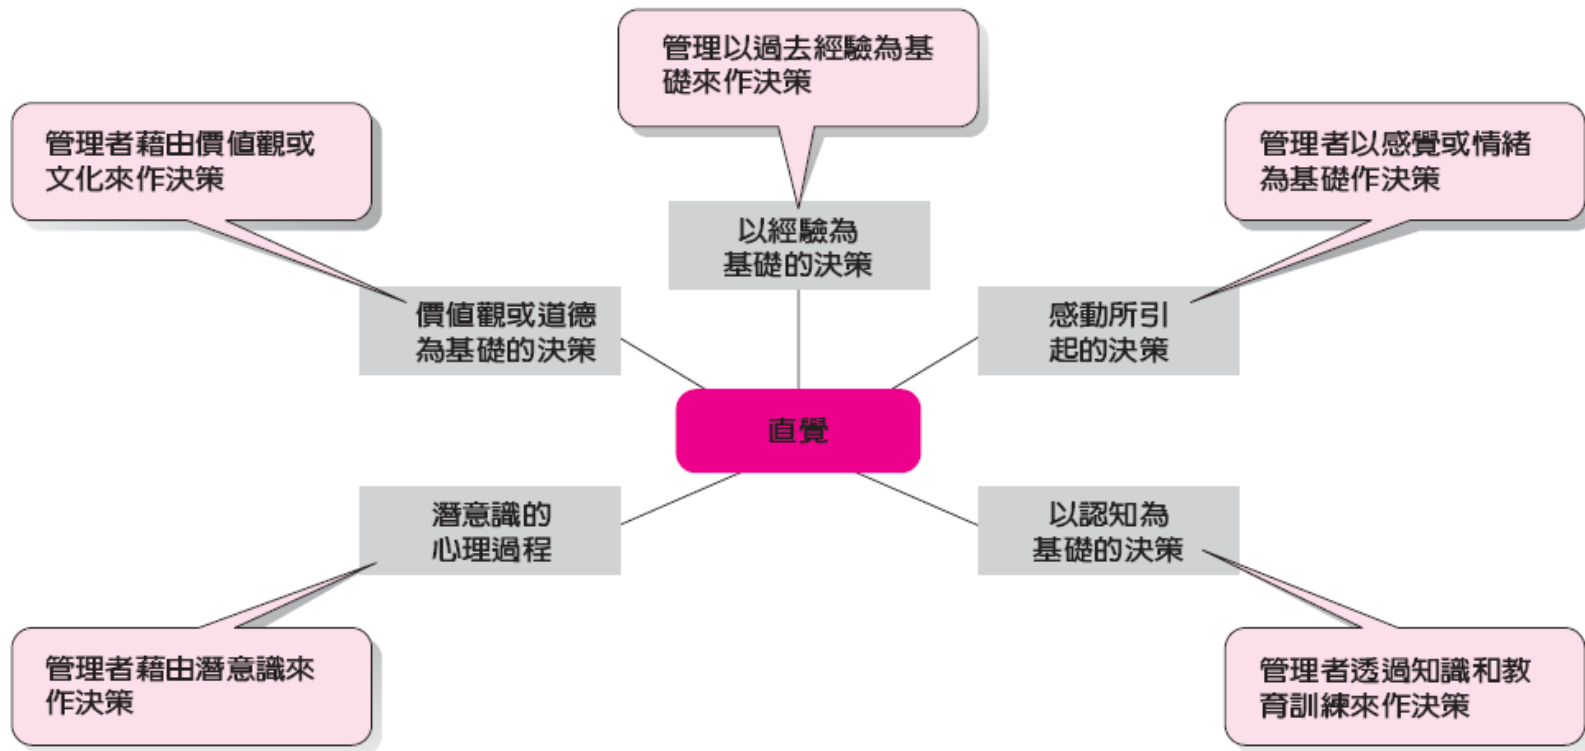 管理以過去經驗為基
礎來作決策
管理者藉由價值觀或
文化來作決策
管理者以感覺或情緒
為基礎作決策
以經驗為
基礎的決策
價值觀或道德
為基礎的決策
感動所引
起的決策
直覺
潛意識的
心理過程
以認知為
基礎的決策
管理者藉由潛意識來
作決策
管理者透過知識和教
育訓練來作決策